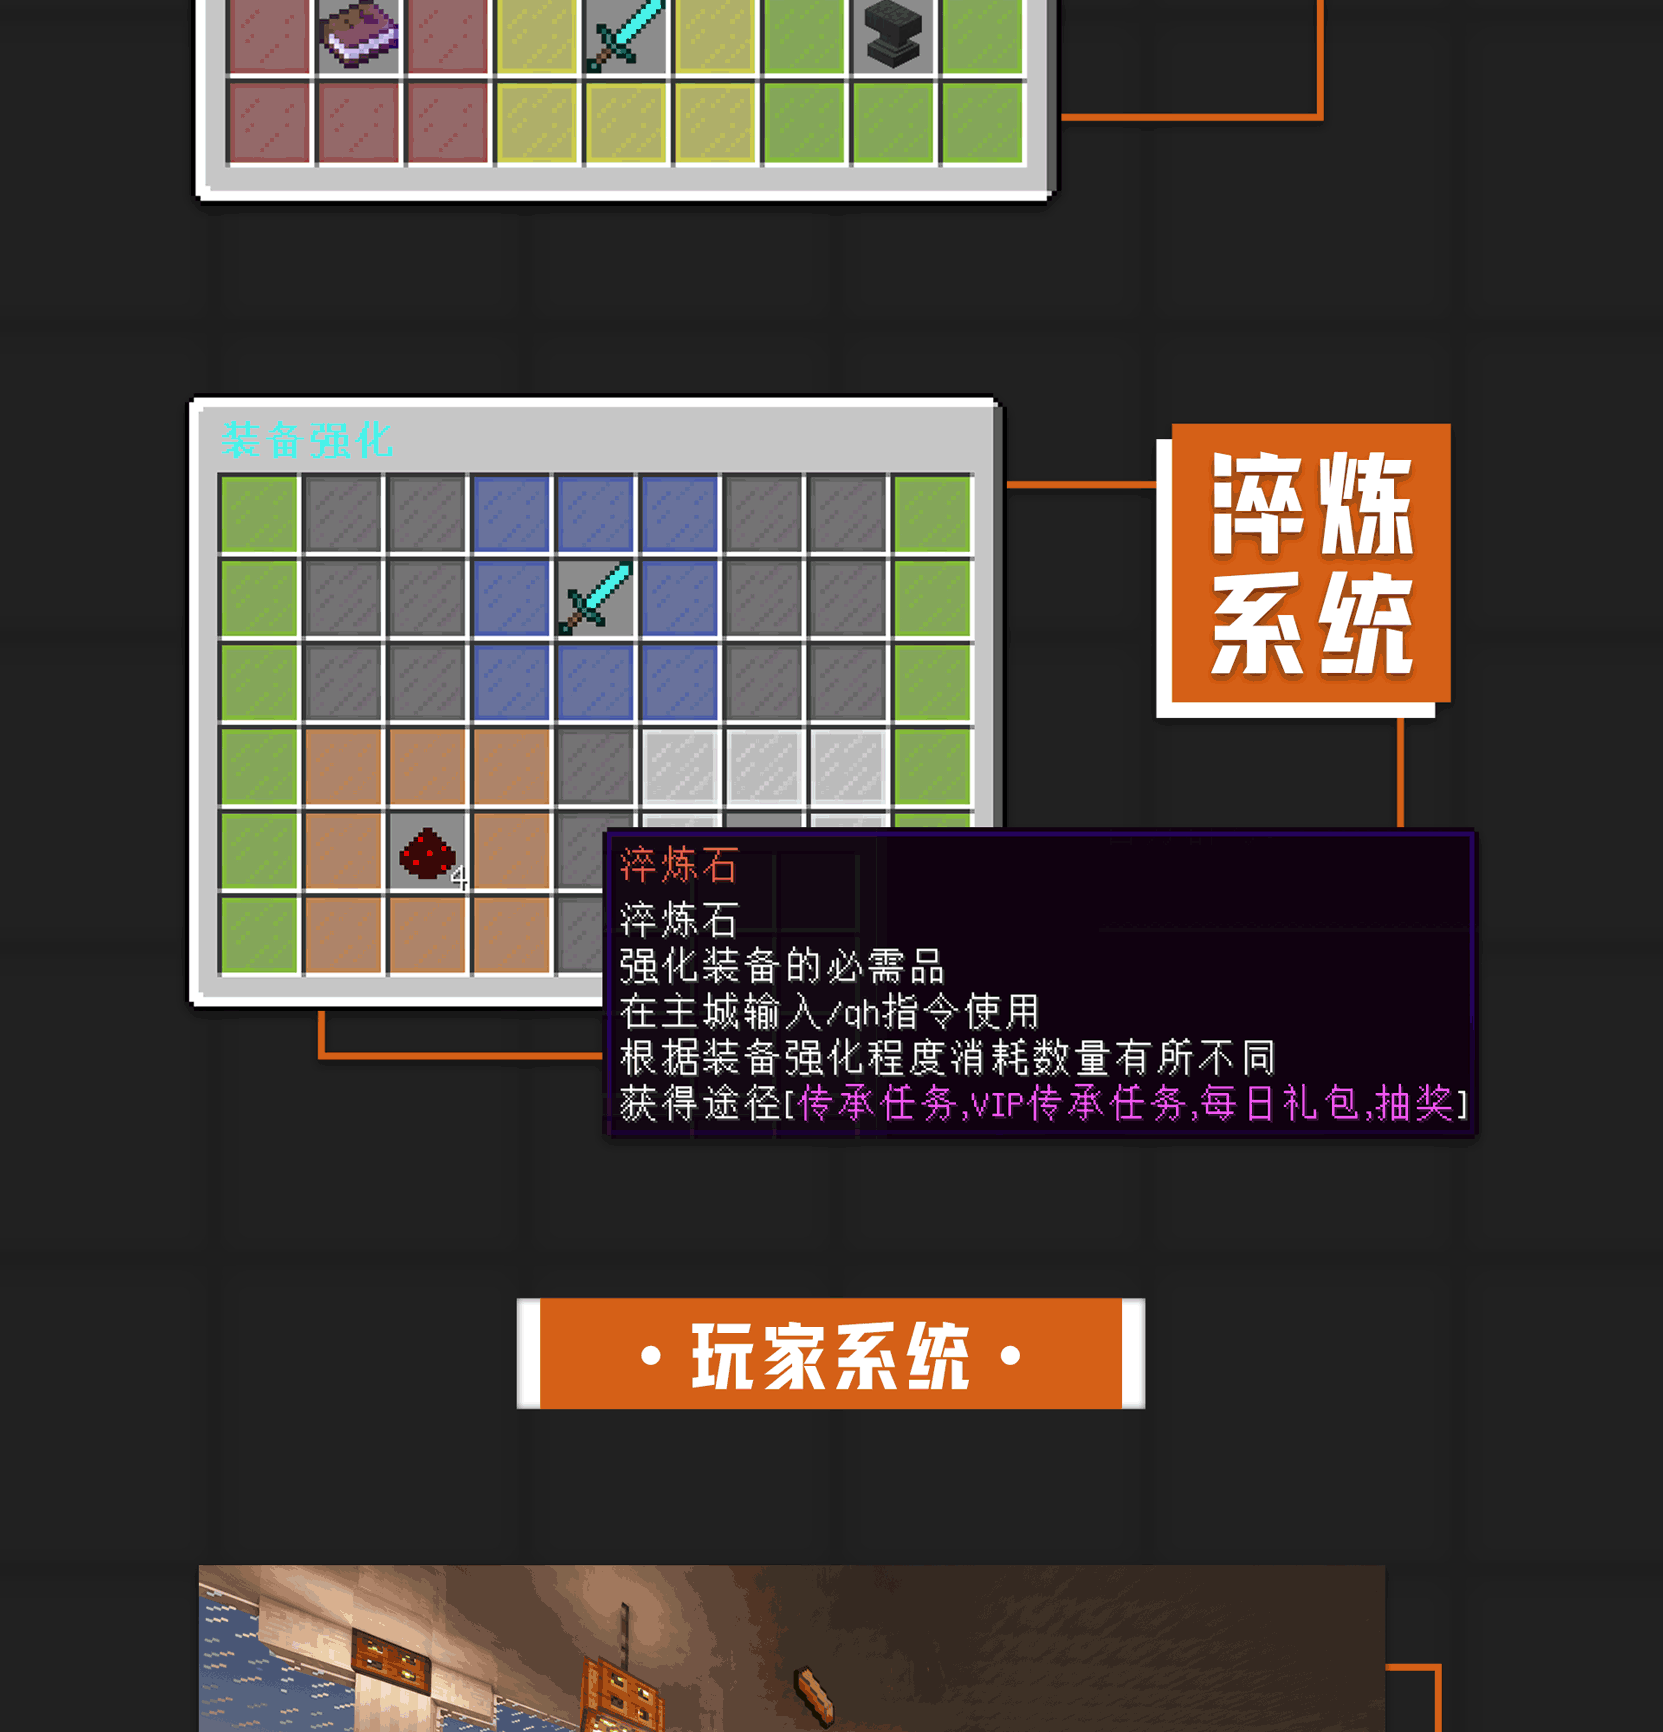 装备强化
淬炼
系统
4
淬炼石
淬炼石
强化装备的必需品
在主城输入/qh指令使用
根据装备强化程度消耗数量有所不同
获得途径[传承任务,VIP传承任务,每日礼包,抽奖]
• 玩家系统 •